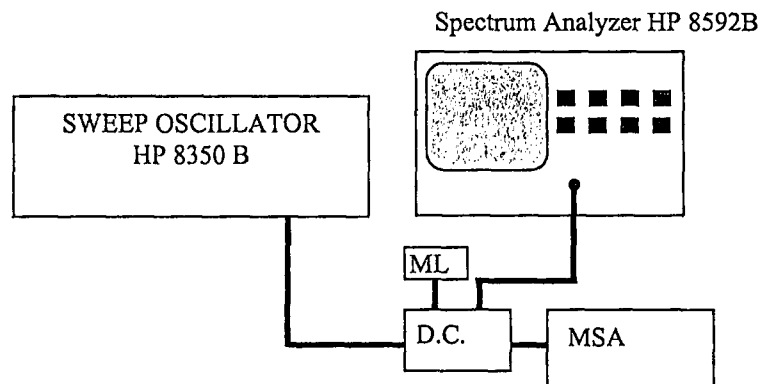 Spectrum Analyzer HP 8592B
SWEEP OSCILLATOR
HP 8350 B
ML
D.C.
MSA